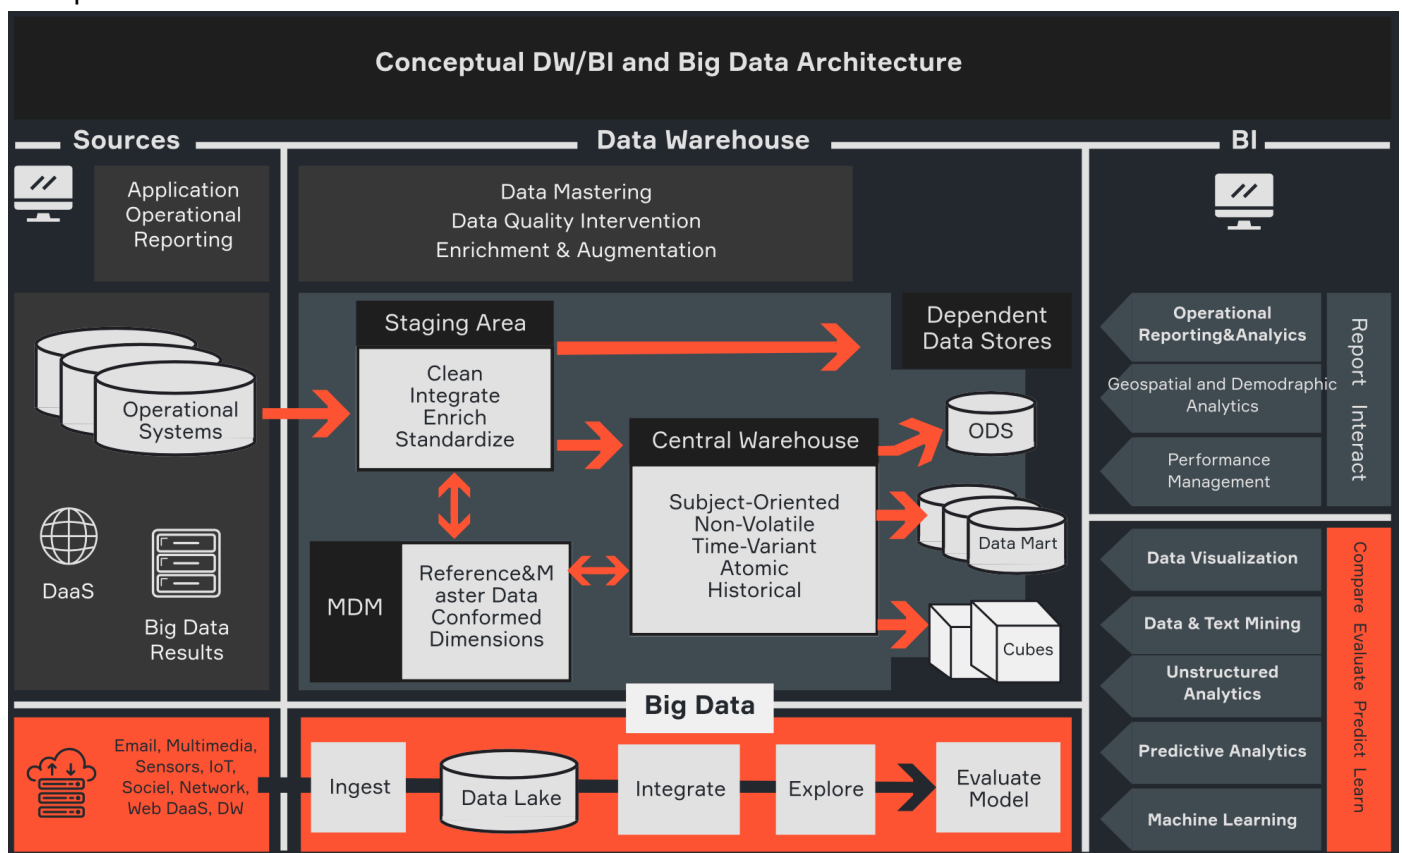 Conceptual DW/BI and Big Data Architecture
Sources
Data Warehouse
BI
Application
Operational
Reporting
Data Mastering
Data Quality Intervention
Enrichment & Augmentation
Operational
Systems
DaaS
Big Data
Results
Staging Area
Clean
Integrate
Enrich
Standardize
MDM
Reference&M
aster Data
Conformed
Dimensions
Central Warehouse
Subject-Oriented
Non-Volatile
Time-Variant
Atomic
Historical
Dependent
Data Stores
ODS
Data Mart
Cubes
Operational
Reporting&Analyics
Geospatial and Demodraphic
Analytics
Performance
Management
Report Interact
Data Visualization
Data & Text Mining
Unstructured
Analytics
Predictive Analytics
Machine Learning
Compare Evaluate Predict Learn
Big Data
Email, Multimedia,
Sensors, IoT,
Sociel, Network,
Web DaaS, DW
Ingest
Data Lake
Integrate
Explore
Evaluate
Model